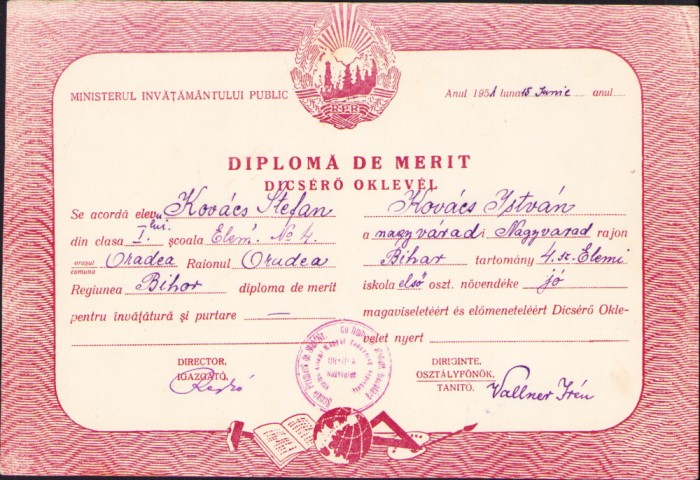 R.P.R.
MINISTERUL INVĂȚĂMÂNTULUI PUBLIC
Anul 195 luna 15 Iunie anul
DIPLOMĂ DE MERIT
DICSÉRŐ OKLEVÉL
Se acordă elevului Kovács Ștefan
din clasa I. școala Elem. No 4.
orașul
comuna Oradea Raionul Oradea
Regiunea Bihor diploma de merit
pentru învățătură și purtare —
Kovács István
a nagyváradi Nagyvárad rajon
Bihar tartomány 4. sz. Elemi
iskola első oszt. növendéke jó
magaviseletéért és előmeneteléért Dicsérő Okle-
velet nyert
DIRECTOR,
IGAZGATÓ,
DIRIGINTE,
OSZTÁLYFŐNÖK,
TANITÓ,
Vallner Irén